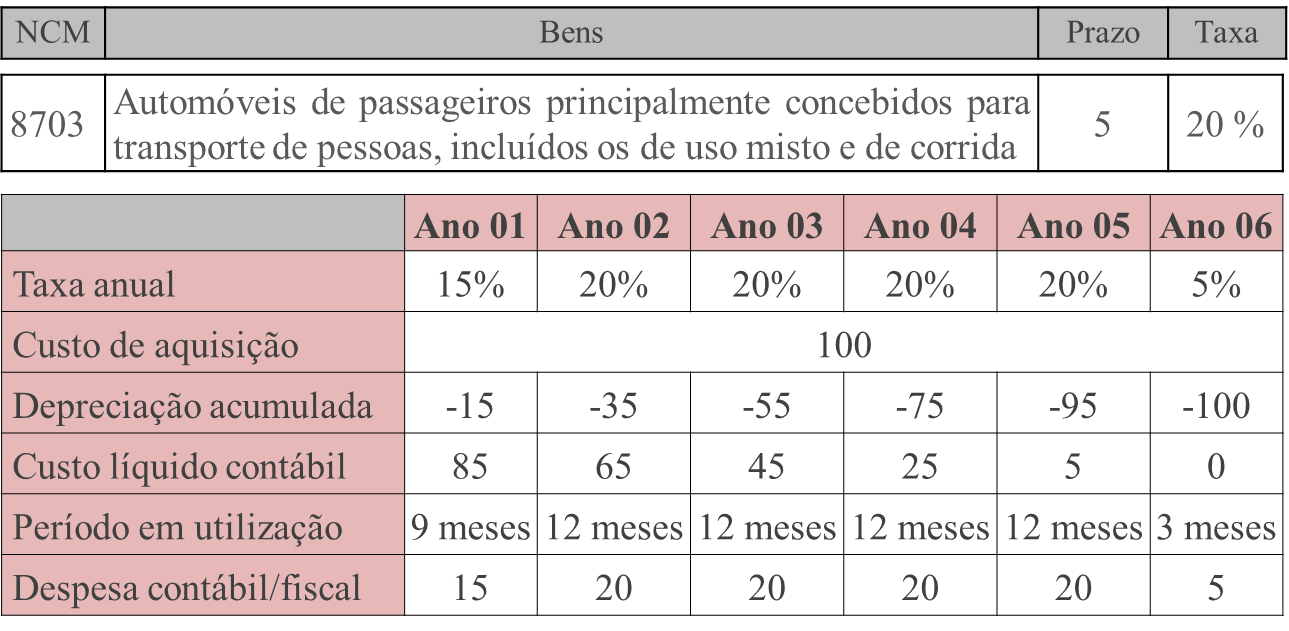 NCM Bens Prazo Taxa
8703 Automóveis de passageiros principalmente concebidos para transporte de pessoas, incluídos os de uso misto e de corrida 5 20 %
Ano 01 Ano 02 Ano 03 Ano 04 Ano 05 Ano 06
Taxa anual 15% 20% 20% 20% 20% 5%
Custo de aquisição 100
Depreciação acumulada -15 -35 -55 -75 -95 -100
Custo líquido contábil 85 65 45 25 5 0
Período em utilização 9 meses 12 meses 12 meses 12 meses 12 meses 3 meses
Despesa contábil/fiscal 15 20 20 20 20 5